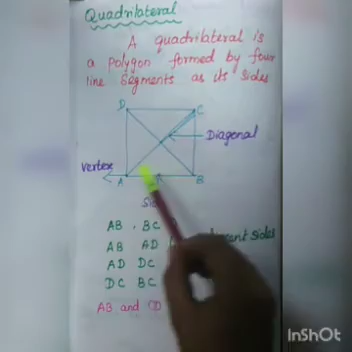 Quadrilateral
A quadrilateral is
a polygon formed by four
line segments as its sides
D C
Diagonal
Vertex
A B
AB , BC
AB AD
AD DC
DC BC
sides
AB and CD
InShOt